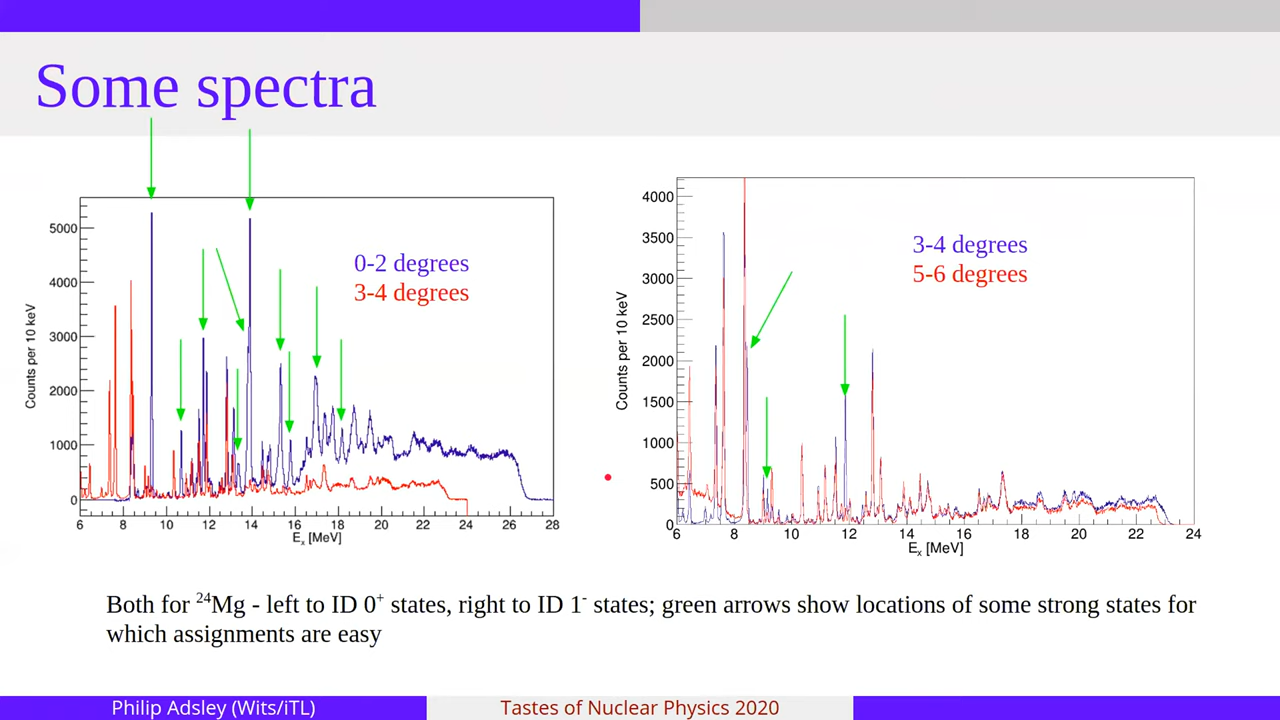 Some spectra
5000
4000
3000
2000
1000
0
Counts per 10 keV
0-2 degrees
3-4 degrees
6 8 10 12 14 16 18 20 22 24 26 28
Eₓ [MeV]
4000
3500
3000
2500
2000
1500
1000
500
0
Counts per 10 keV
3-4 degrees
5-6 degrees
6 8 10 12 14 16 18 20 22 24
Eₓ [MeV]
Both for ²⁴Mg - left to ID 0⁺ states, right to ID 1⁻ states; green arrows show locations of some strong states for
which assignments are easy
Philip Adsley (Wits/iTL)
Tastes of Nuclear Physics 2020